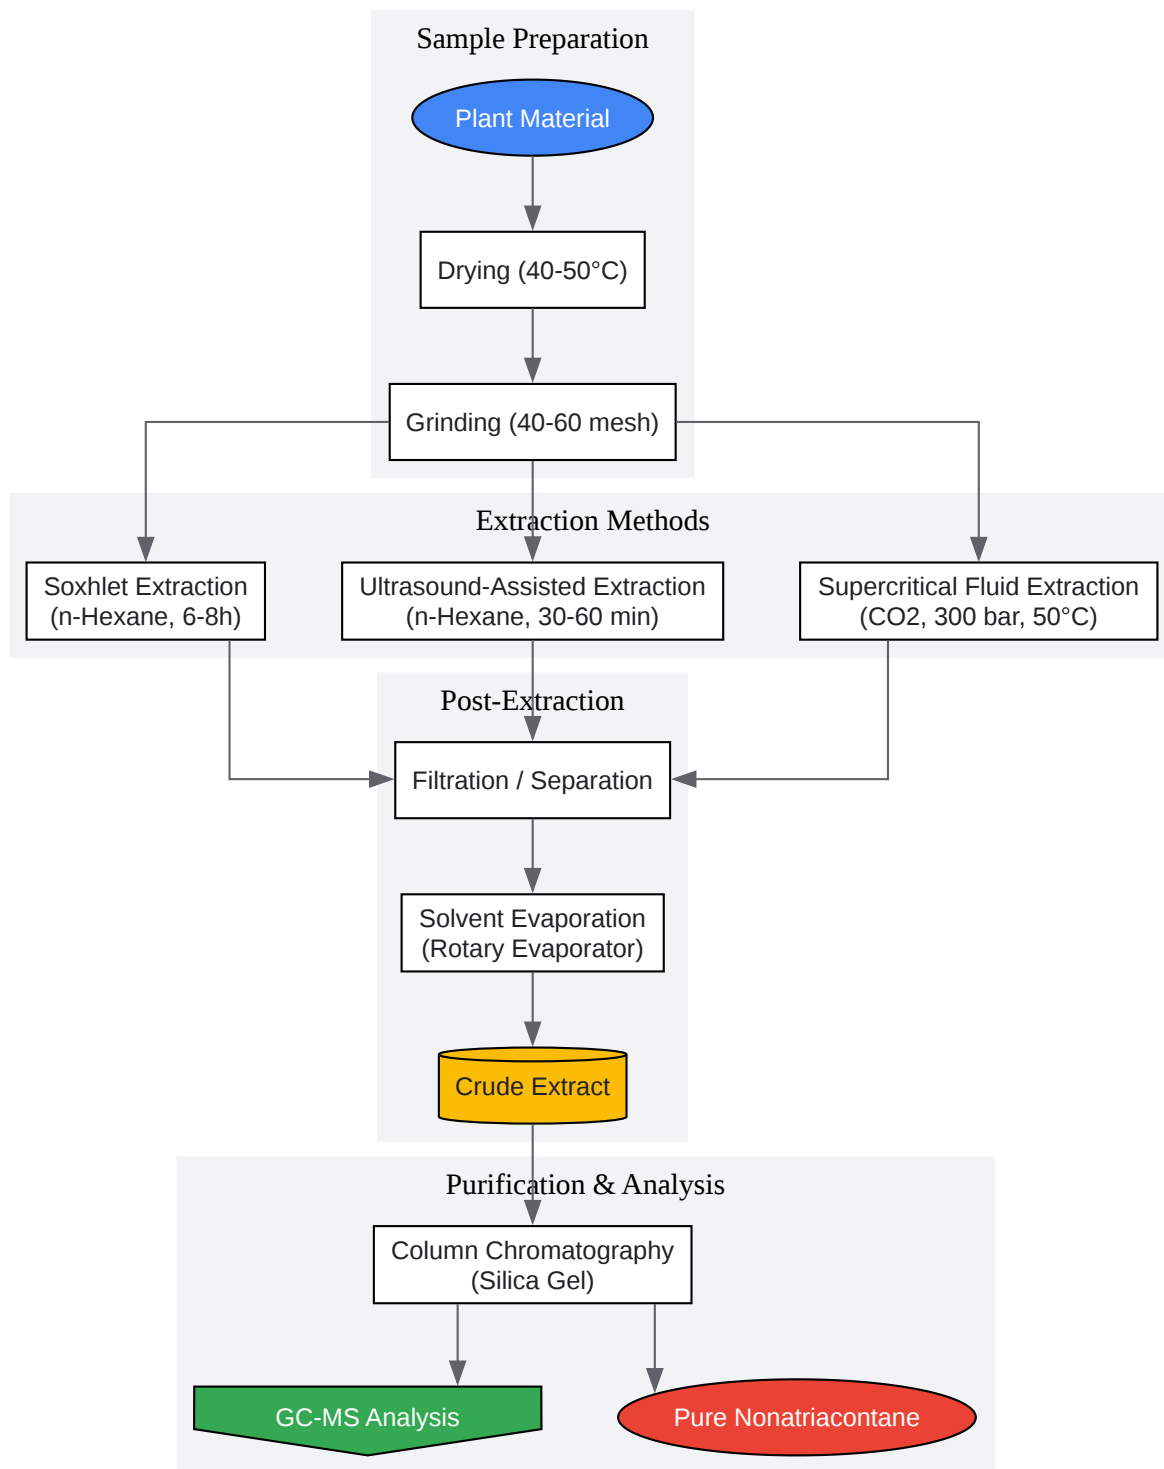 Sample Preparation
Plant Material
Drying (40-50°C)
Grinding (40-60 mesh)
Extraction Methods
Soxhlet Extraction
(n-Hexane, 6-8h)
Ultrasound-Assisted Extraction
(n-Hexane, 30-60 min)
Supercritical Fluid Extraction
(CO2, 300 bar, 50°C)
Post-Extraction
Filtration / Separation
Solvent Evaporation
(Rotary Evaporator)
Crude Extract
Purification & Analysis
Column Chromatography
(Silica Gel)
GC-MS Analysis
Pure Nonatriacontane